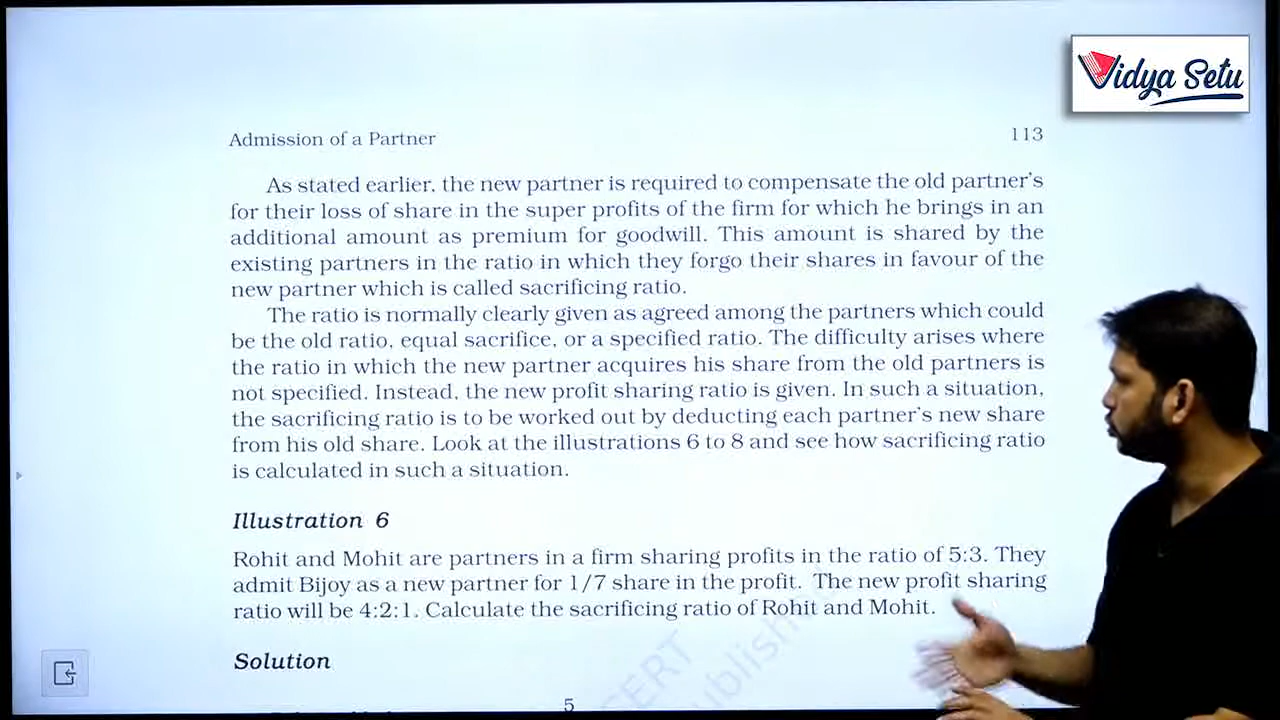 Vidya Setu
Admission of a Partner 113
As stated earlier, the new partner is required to compensate the old partner's
for their loss of share in the super profits of the firm for which he brings in an
additional amount as premium for goodwill. This amount is shared by the
existing partners in the ratio in which they forgo their shares in favour of the
new partner which is called sacrificing ratio.
The ratio is normally clearly given as agreed among the partners which could
be the old ratio, equal sacrifice, or a specified ratio. The difficulty arises where
the ratio in which the new partner acquires his share from the old partners is
not specified. Instead, the new profit sharing ratio is given. In such a situation,
the sacrificing ratio is to be worked out by deducting each partner's new share
from his old share. Look at the illustrations 6 to 8 and see how sacrificing ratio
is calculated in such a situation.
Illustration 6
Rohit and Mohit are partners in a firm sharing profits in the ratio of 5:3. They
admit Bijoy as a new partner for 1/7 share in the profit. The new profit sharing
ratio will be 4:2:1. Calculate the sacrificing ratio of Rohit and Mohit.
Solution
5